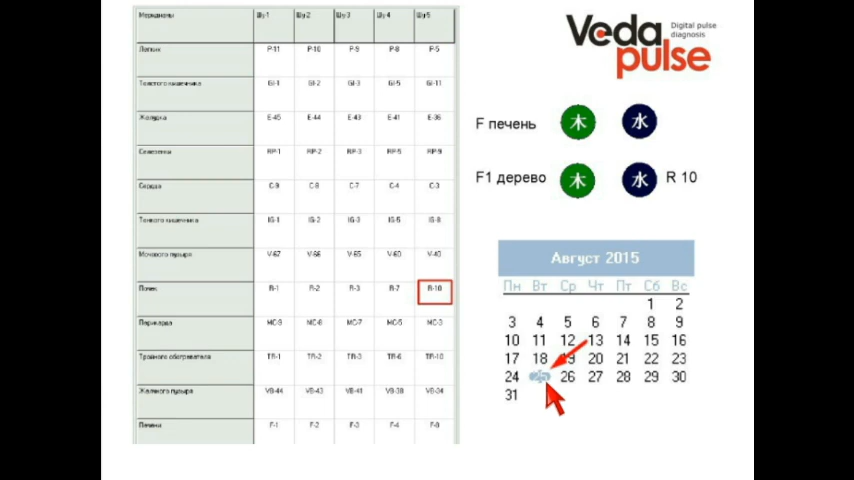 Меридианы Шу-1 Шу-2 Шу-3 Шу-4 Шу-5
Легких P-11 P-10 P-9 P-8 P-5
Толстого кишечника GI-1 GI-2 GI-3 GI-5 GI-11
Желудка E-45 E-44 E-43 E-41 E-36
Селезенки RP-1 RP-2 RP-3 RP-5 RP-9
Сердца C-9 C-8 C-7 C-4 C-3
Тонкого кишечника IG-1 IG-2 IG-3 IG-5 IG-8
Мочевого пузыря V-67 V-66 V-65 V-60 V-40
Почек R-1 R-2 R-3 R-7 R-10
Перикарда MC-9 MC-8 MC-7 MC-5 MC-3
Тройного обогревателя TR-1 TR-2 TR-3 TR-6 TR-10
Желчного пузыря VB-44 VB-43 VB-41 VB-38 VB-34
Печени F-1 F-2 F-3 F-4 F-8
Veda pulse
Digital pulse
diagnosis
F печень 木 水
F1 дерево 木 水 R 10
Август 2015
Пн Вт Ср Чт Пт Сб Вс
1 2
3 4 5 6 7 8 9
10 11 12 13 14 15 16
17 18 19 20 21 22 23
24 25 26 27 28 29 30
31